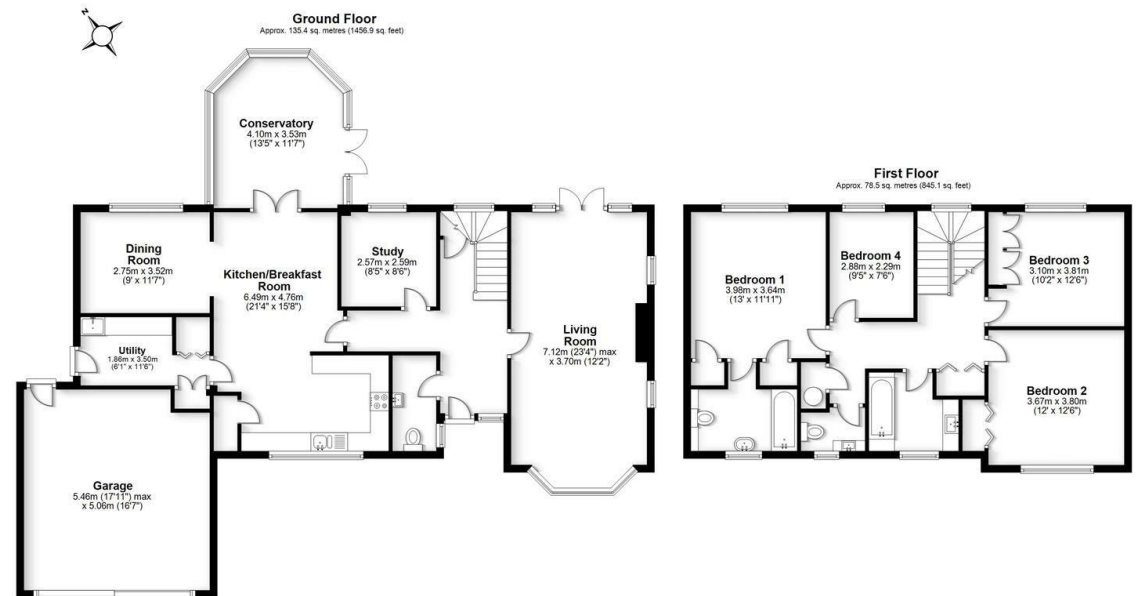 N
Ground Floor
Approx. 135.4 sq. metres (1456.9 sq. feet)
Conservatory
4.10m x 3.53m
(13'5" x 11'7")
Dining
Room
2.75m x 3.52m
(9' x 11'7")
Kitchen/Breakfast
Room
6.49m x 4.76m
(21'4" x 15'8")
Study
2.57m x 2.59m
(8'5" x 8'6")
Utility
1.86m x 3.50m
(6'1" x 11'6")
Living
Room
7.12m (23'4") max
x 3.70m (12'2")
Garage
5.46m (17'11") max
x 5.06m (16'7")
First Floor
Approx. 78.5 sq. metres (845.1 sq. feet)
Bedroom 1
3.98m x 3.64m
(13' x 11'11")
Bedroom 4
2.88m x 2.29m
(9'5" x 7'6")
Bedroom 3
3.10m x 3.81m
(10'2" x 12'6")
Bedroom 2
3.67m x 3.80m
(12' x 12'6")